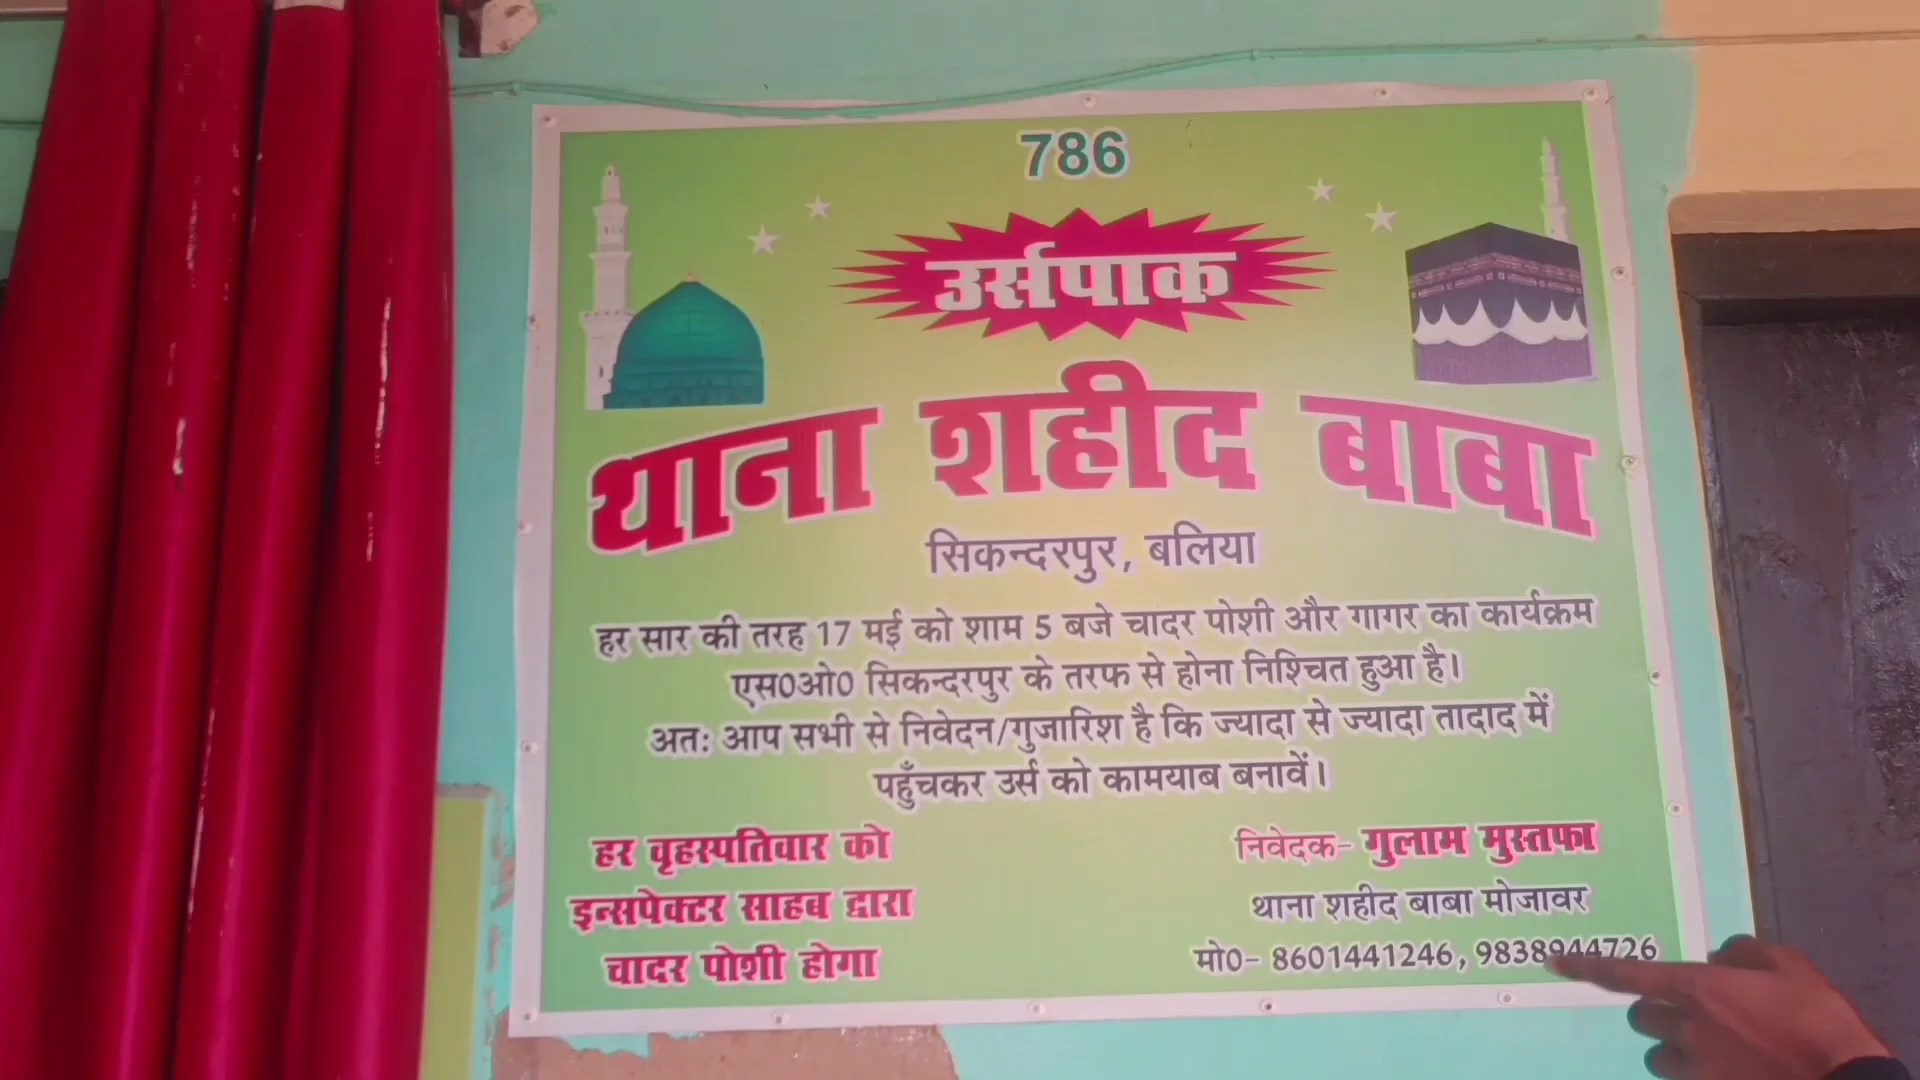 786
उर्सपाक
थाना शहीद बाबा
सिकन्दरपुर, बलिया
हर सार की तरह 17 मई को शाम 5 बजे चादर पोशी और गागर का कार्यक्रम
एस0ओ0 सिकन्दरपुर के तरफ से होना निश्चित हुआ है।
अतः आप सभी से निवेदन/गुजारिश है कि ज्यादा से ज्यादा तादाद में
पहुँचकर उर्स को कामयाब बनावें।
हर वृहस्पतिवार को
इन्सपेक्टर साहब द्वारा
चादर पोशी होगा
निवेदक- गुलाम मुस्तफा
थाना शहीद बाबा मोजावर
मो0- 8601441246, 9838944726